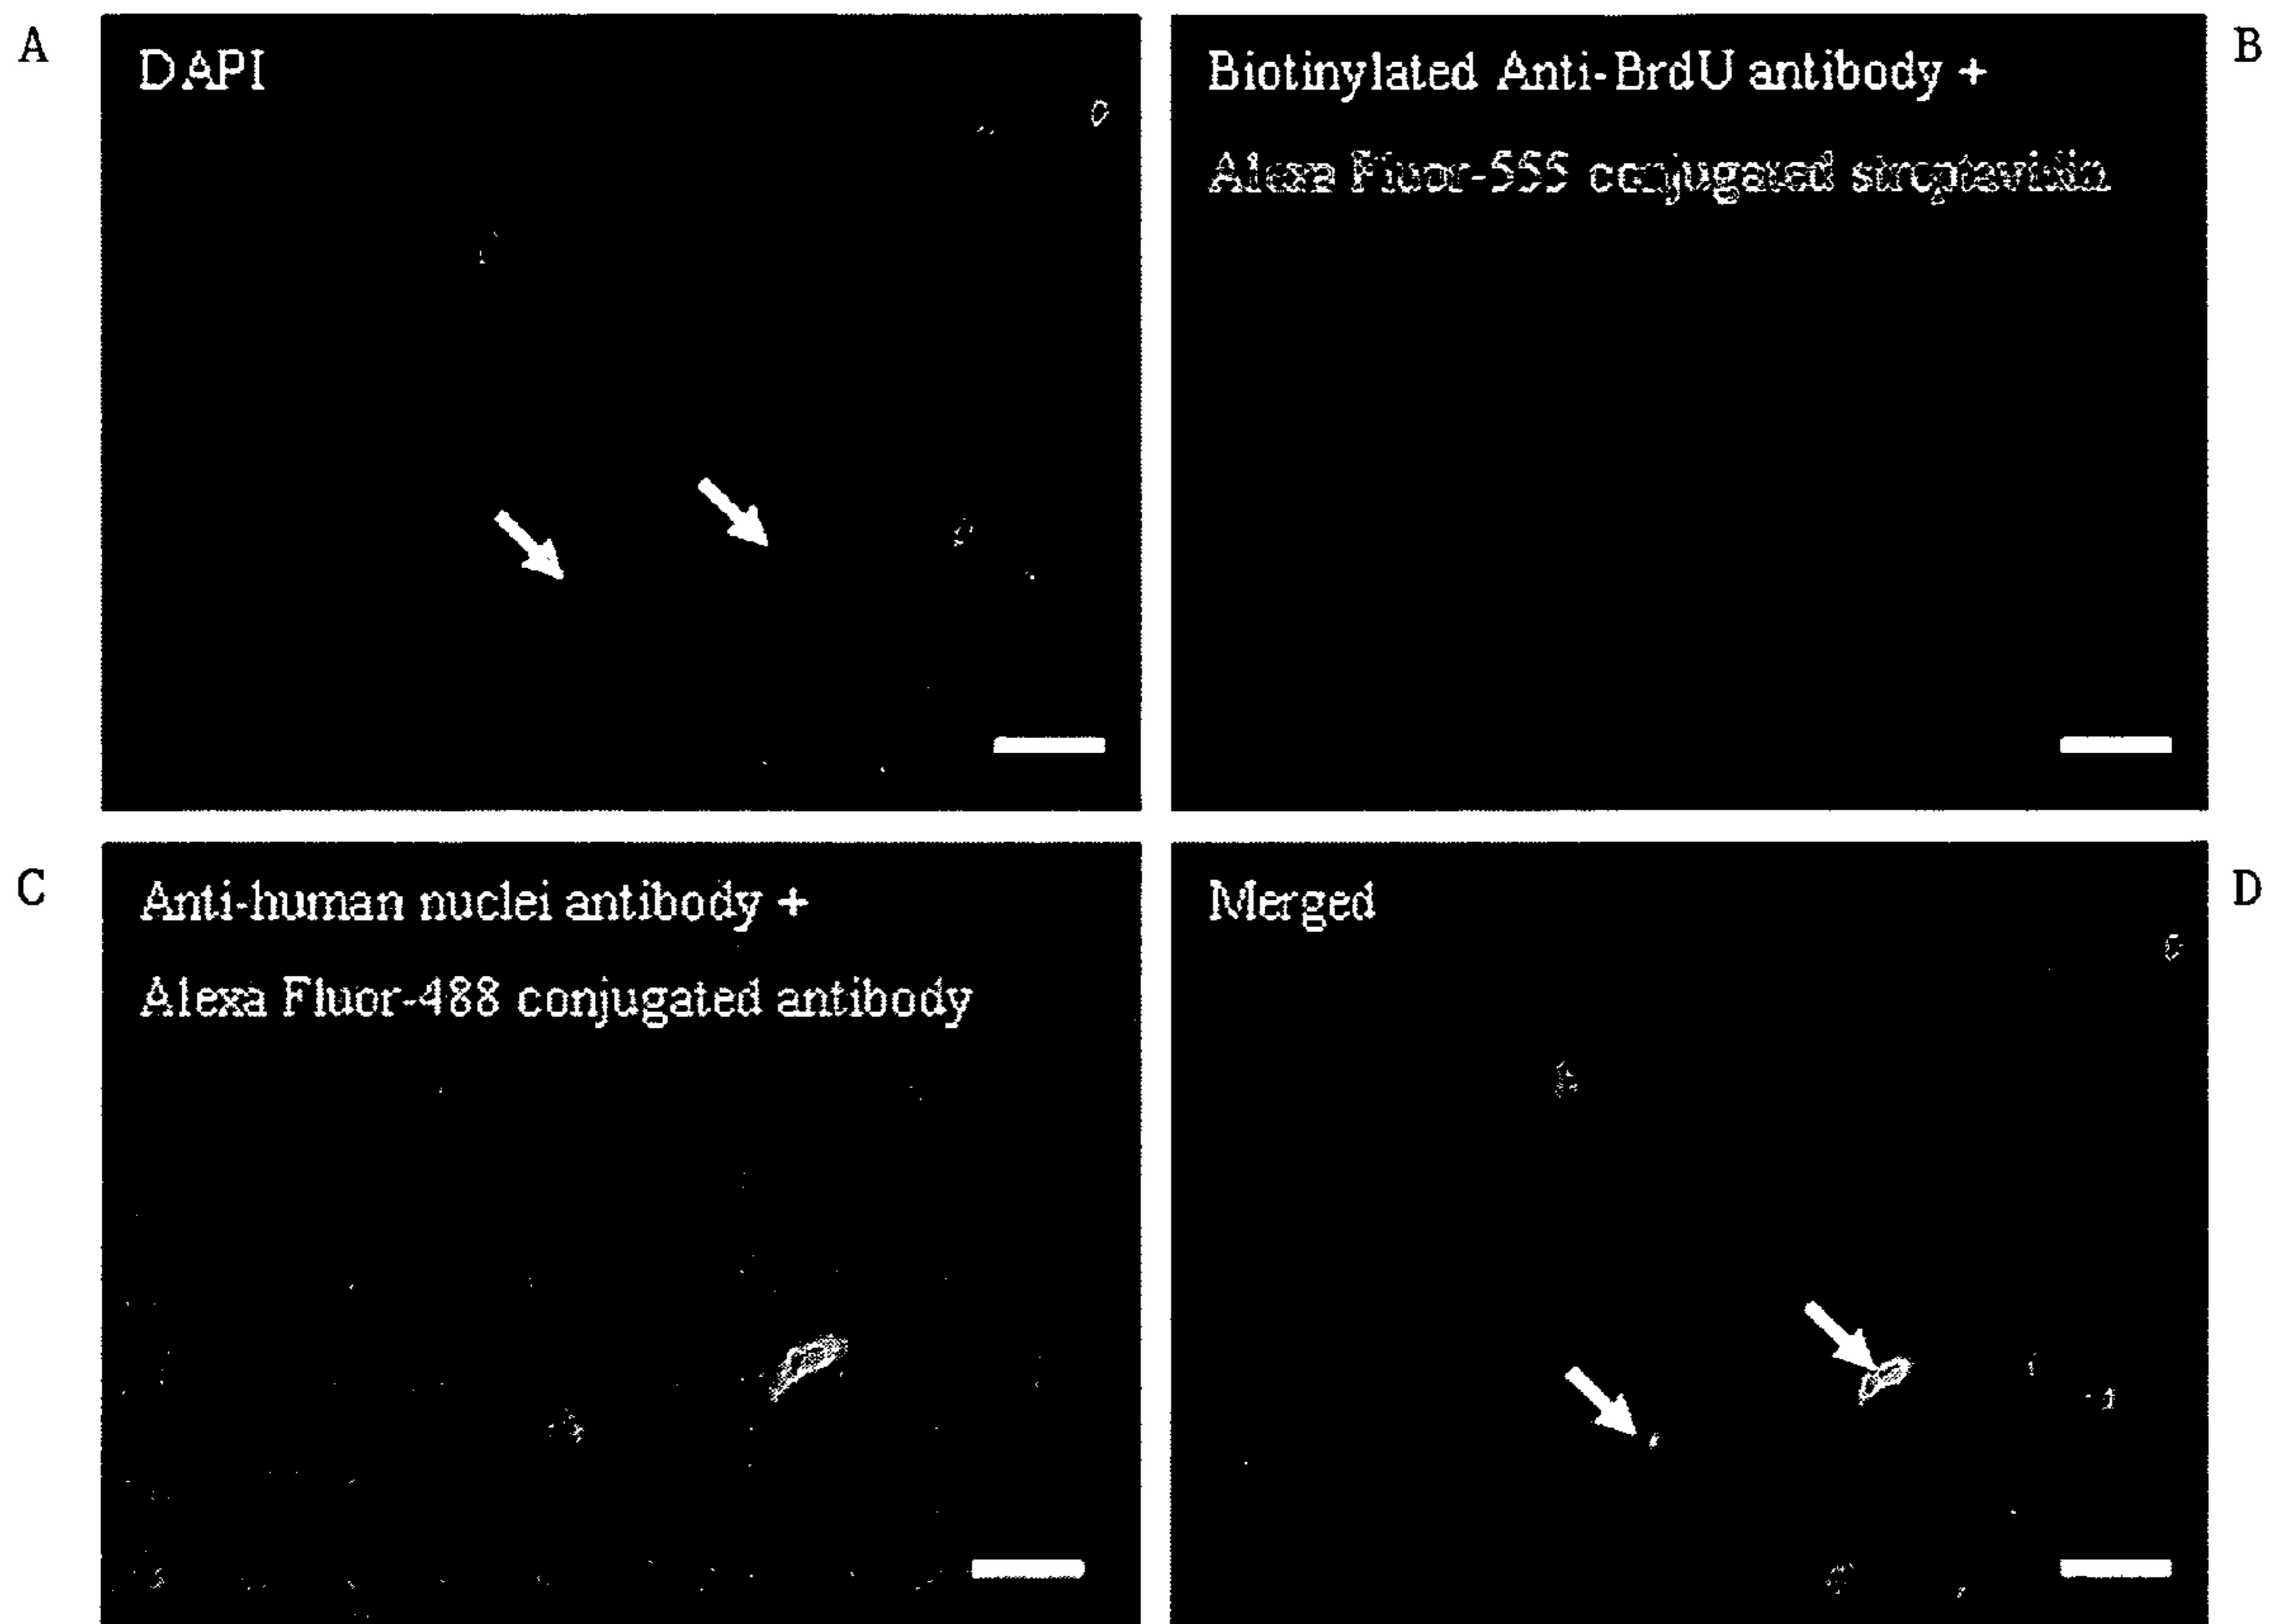 A
DAPI
Biotinylated Anti-BrdU antibody +
B
Alexa Fluor-555 conjugated streptavidin
C
Anti-human nuclei antibody +
Alexa Fluor-488 conjugated antibody
Merged
D